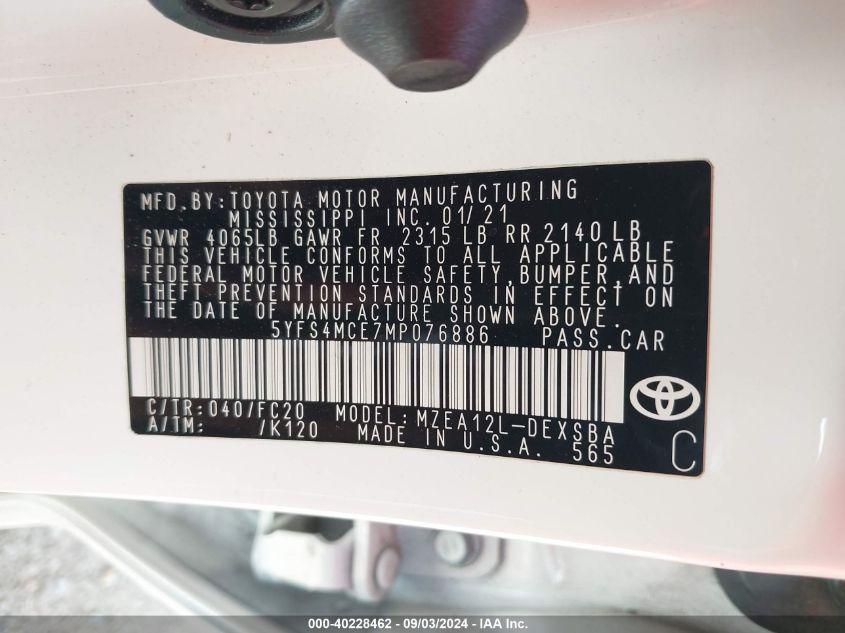 MFD. BY: TOYOTA MOTOR MANUFACTURING
MISSISSIPPI INC. 01/21
GVWR 4065LB GAWR FR 2315 LB RR 2140 LB
THIS VEHICLE CONFORMS TO ALL APPLICABLE
FEDERAL MOTOR VEHICLE SAFETY, BUMPER, AND
THEFT PREVENTION STANDARDS IN EFFECT ON
THE DATE OF MANUFACTURE SHOWN ABOVE.
5YFS4MCE7MP076886 PASS. CAR
C/TR: 040/FC20 MODEL: MZEA12L-DEXSBA
A/TM: /K120 MADE IN U.S.A. 565
C
000-40228462 - 09/03/2024 - IAA Inc.